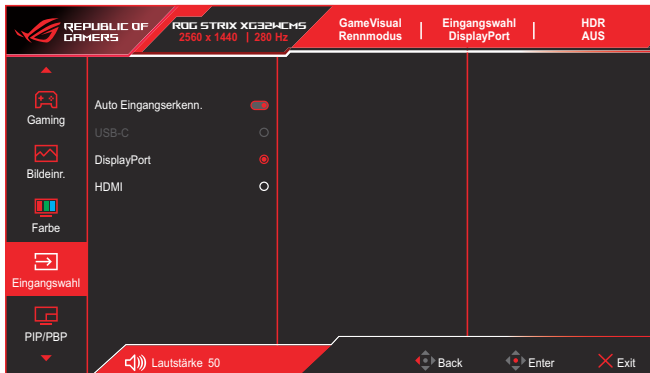 REPUBLIC OF
GAMERS
ROG STRIX XG32WCMS
2560 x 1440 | 280 Hz
GameVisual
Rennmodus
Eingangswahl
DisplayPort
HDR
AUS
Gaming
Bildeinr.
Farbe
Eingangswahl
PIP/PBP
Auto Eingangserkenn.
USB-C
DisplayPort
HDMI
Lautstärke 50
Back
Enter
Exit